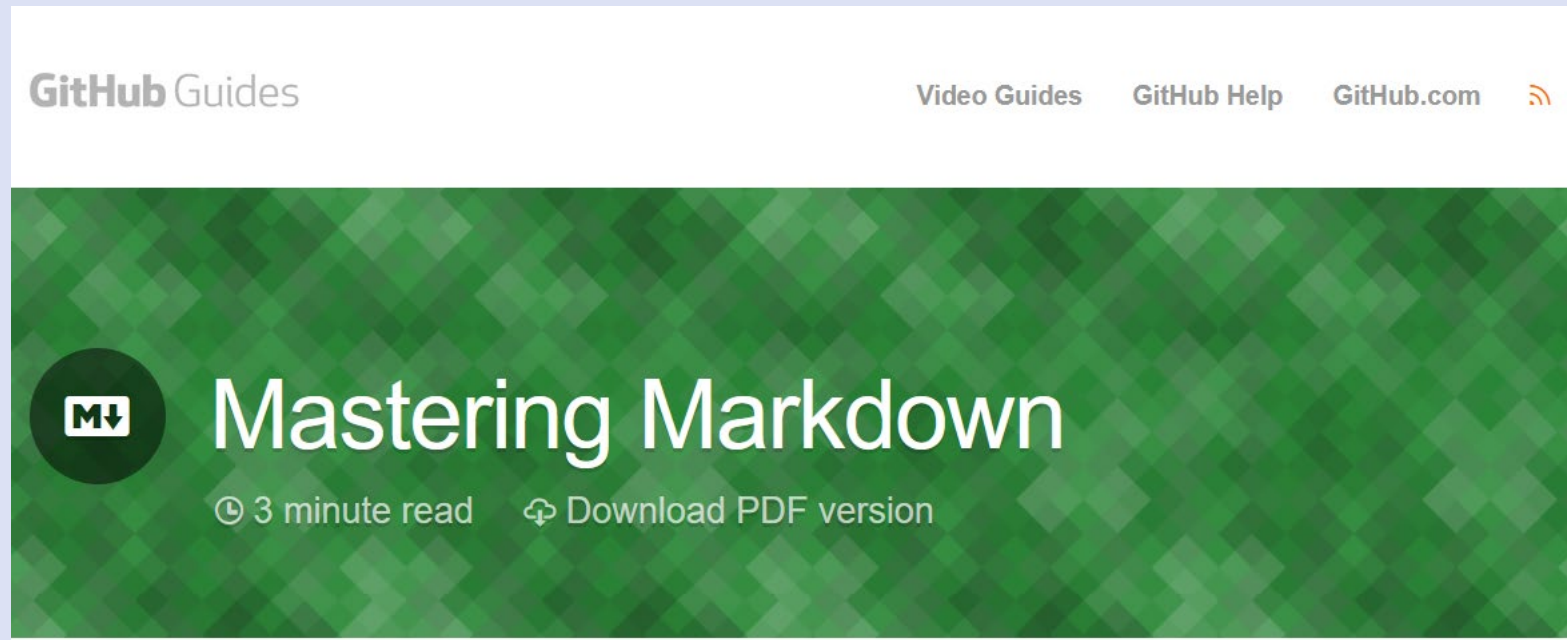 GitHub Guides
Video Guides GitHub Help GitHub.com
M
Mastering Markdown
3 minute read Download PDF version